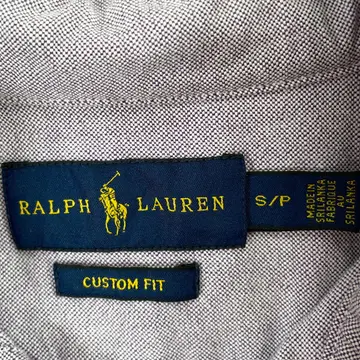 RALPH LAUREN
S/P
MADE IN
SRI LANKA
FABRIQUÉ
AU
SRI LANKA
CUSTOM FIT